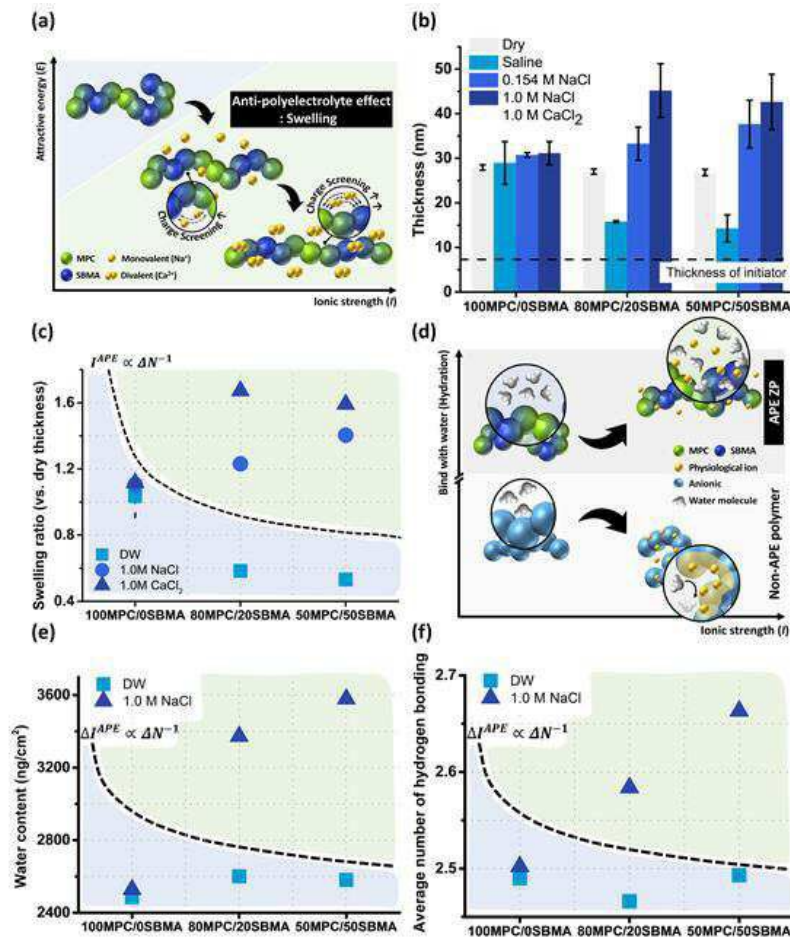 (a)
Attractive energy (E)
Anti-polyelectrolyte effect
: Swelling
Charge Screening ↑
Charge Screening ↑↑
MPC
Monovalent (Na⁺)
SBMA
Divalent (Ca²⁺)
Ionic strength (I)
(b)
Dry
Saline
0.154 M NaCl
1.0 M NaCl
1.0 M CaCl₂
Thickness (nm)
50
40
30
20
10
0
Thickness of initiator
100MPC/0SBMA 80MPC/20SBMA 50MPC/50SBMA
(c)
I^APE ∝ ΔN⁻¹
Swelling ratio (vs. dry thickness)
1.6
1.2
0.8
0.4
DW
1.0M NaCl
1.0M CaCl₂
100MPC/0SBMA 80MPC/20SBMA 50MPC/50SBMA
(d)
Bind with water (Hydration)
APE ZP
MPC SBMA
Physiological ion
Anionic
Water molecule
Non-APE polymer
Ionic strength (I)
(e)
DW
1.0 M NaCl
ΔI^APE ∝ ΔN⁻¹
Water content (ng/cm²)
3600
3200
2800
2400
100MPC/0SBMA 80MPC/20SBMA 50MPC/50SBMA
(f)
DW
1.0 M NaCl
ΔI^APE ∝ ΔN⁻¹
Average number of hydrogen bonding
2.7
2.6
2.5
100MPC/0SBMA 80MPC/20SBMA 50MPC/50SBMA